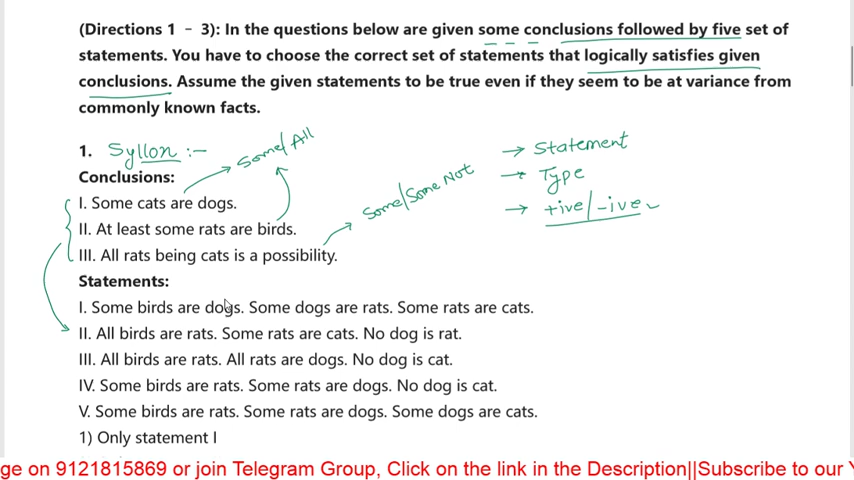 (Directions 1 – 3): In the questions below are given some conclusions followed by five set of
statements. You have to choose the correct set of statements that logically satisfies given
conclusions. Assume the given statements to be true even if they seem to be at variance from
commonly known facts.
1. Syllon :-
Some/All
→ Statement
Conclusions:
Some/Some Not
→ Type
I. Some cats are dogs.
→ +ive/-ive
II. At least some rats are birds.
III. All rats being cats is a possibility.
Statements:
I. Some birds are dogs. Some dogs are rats. Some rats are cats.
II. All birds are rats. Some rats are cats. No dog is rat.
III. All birds are rats. All rats are dogs. No dog is cat.
IV. Some birds are rats. Some rats are dogs. No dog is cat.
V. Some birds are rats. Some rats are dogs. Some dogs are cats.
1) Only statement I
ge on 9121815869 or join Telegram Group, Click on the link in the Description||Subscribe to our Y